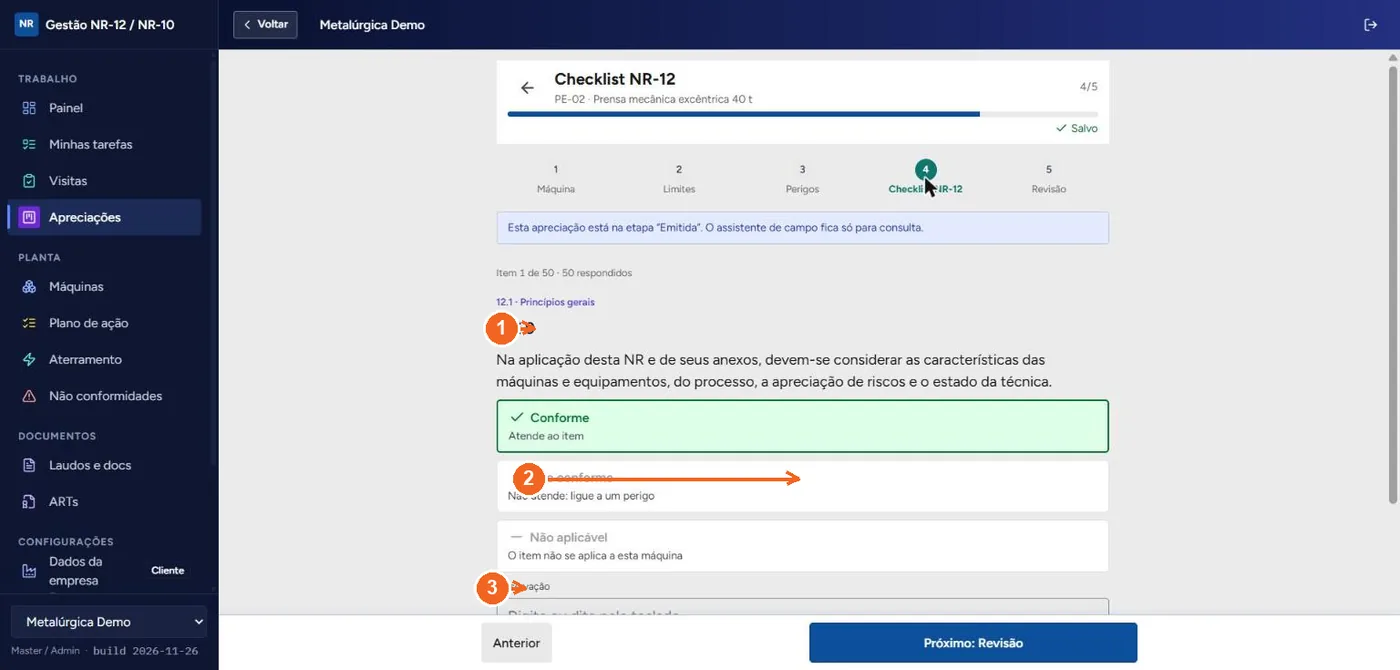 NR Gestão NR-12 / NR-10
Voltar
Metalúrgica Demo
TRABALHO
Painel
Minhas tarefas
Visitas
Apreciações
PLANTA
Máquinas
Plano de ação
Aterramento
Não conformidades
DOCUMENTOS
Laudos e docs
ARTs
CONFIGURAÇÕES
Dados da
empresa
Cliente
Metalúrgica Demo
Master / Admin · build 2026-11-26
Checklist NR-12
4/5
PE-02 · Prensa mecânica excêntrica 40 t
Salvo
1
2
3
4
5
Máquina
Limites
Perigos
Checklist NR-12
Revisão
Esta apreciação está na etapa "Emitida". O assistente de campo fica só para consulta.
Item 1 de 50 · 50 respondidos
12.1 · Princípios gerais
1
Na aplicação desta NR e de seus anexos, devem-se considerar as características das
máquinas e equipamentos, do processo, a apreciação de riscos e o estado da técnica.
Conforme
Atende ao item
2
conforme
Não atende: ligue a um perigo
Não aplicável
O item não se aplica a esta máquina
3
Anterior
Próximo: Revisão